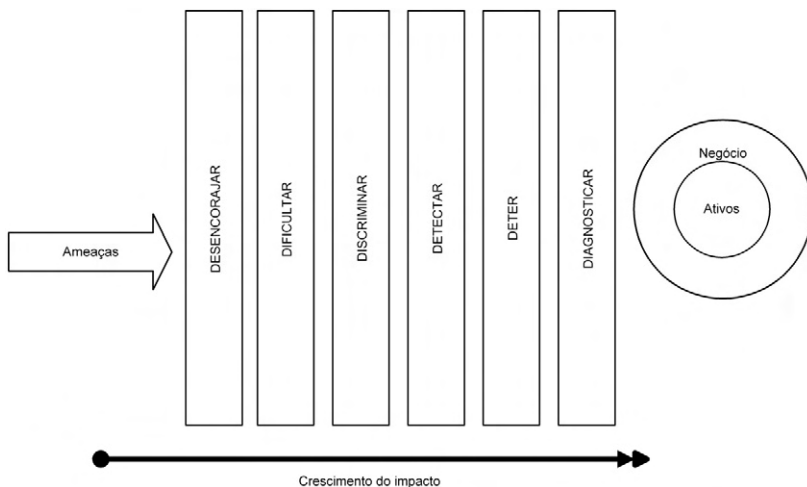 Ameaças
DESENCORAJAR
DIFICULTAR
DISCRIMINAR
DETECTAR
DETER
DIAGNOSTICAR
Negócio
Ativos
Crescimento do impacto